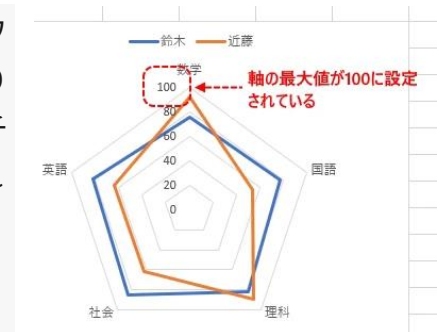 鈴木 近藤
数学
軸の最大値が100に設定
されている
100
80
60
40
20
0
英語
国語
社会
理科